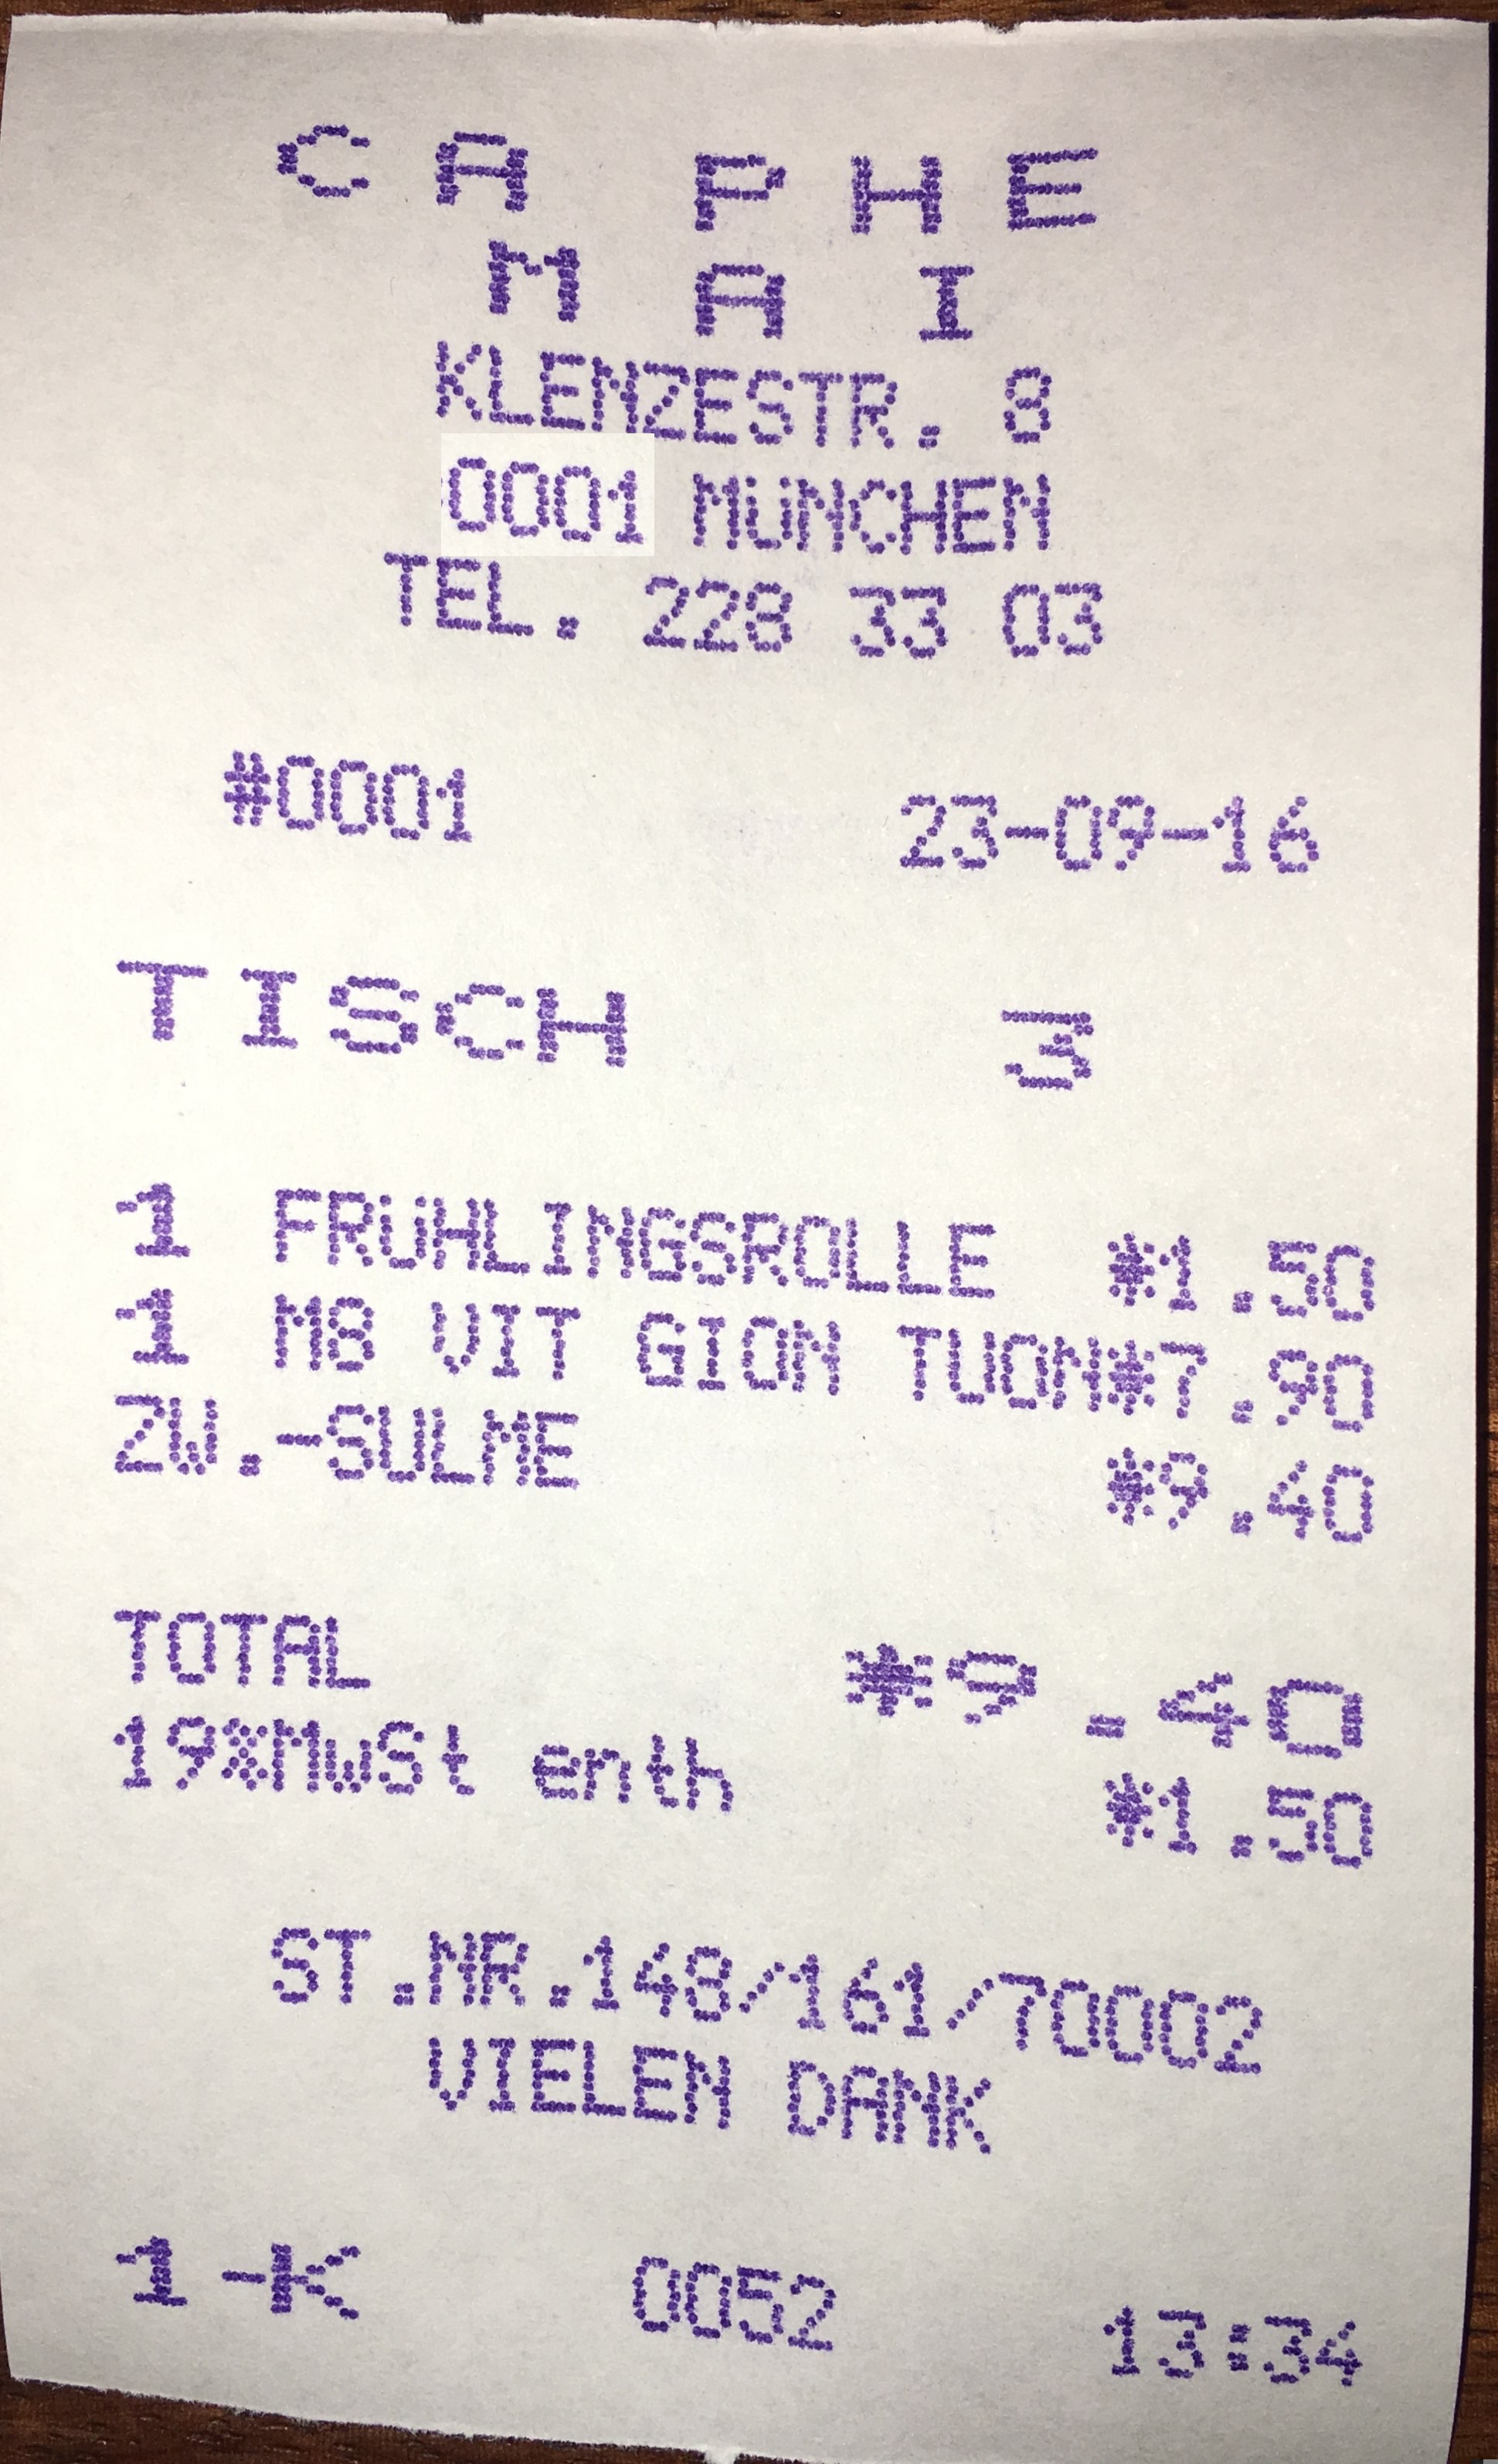 CA PHE
MAI
KLENZESTR. 8
0001 MÜNCHEN
TEL. 228 33 03
#0001 23-09-16
TISCH 3
1 FRÜHLINGSROLLE *1.50
1 M8 VIT GION TUON*7.90
ZW.-SULME *9.40
TOTAL *9.40
19%MwSt enth *1.50
ST.NR.148/161/70002
VIELEN DANK
1-K 0052 13:34